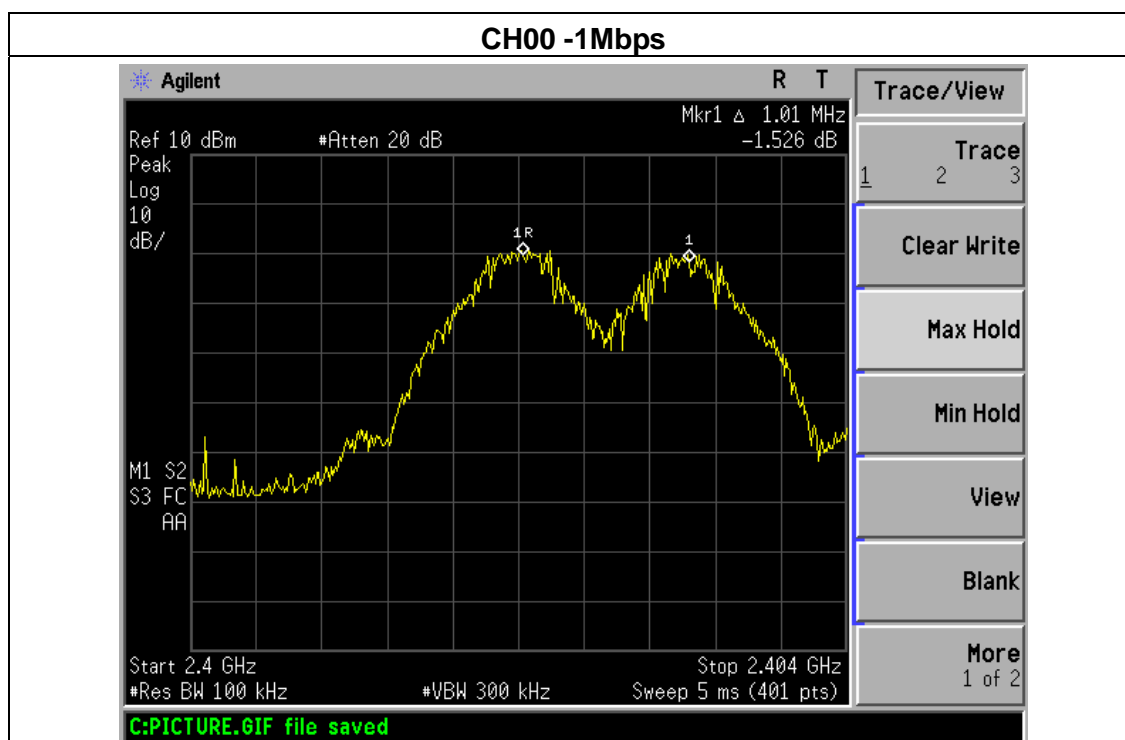 CH00 -1Mbps
Agilent
R T
Mkr1 Δ 1.01 MHz
Ref 10 dBm #Atten 20 dB -1.526 dB
Peak
Log
10
dB/
1R
1
M1 S2
S3 FC
AA
Start 2.4 GHz Stop 2.404 GHz
#Res BW 100 kHz #VBW 300 kHz Sweep 5 ms (401 pts)
C:PICTURE.GIF file saved
Trace/View
Trace
1 2 3
Clear Write
Max Hold
Min Hold
View
Blank
More
1 of 2